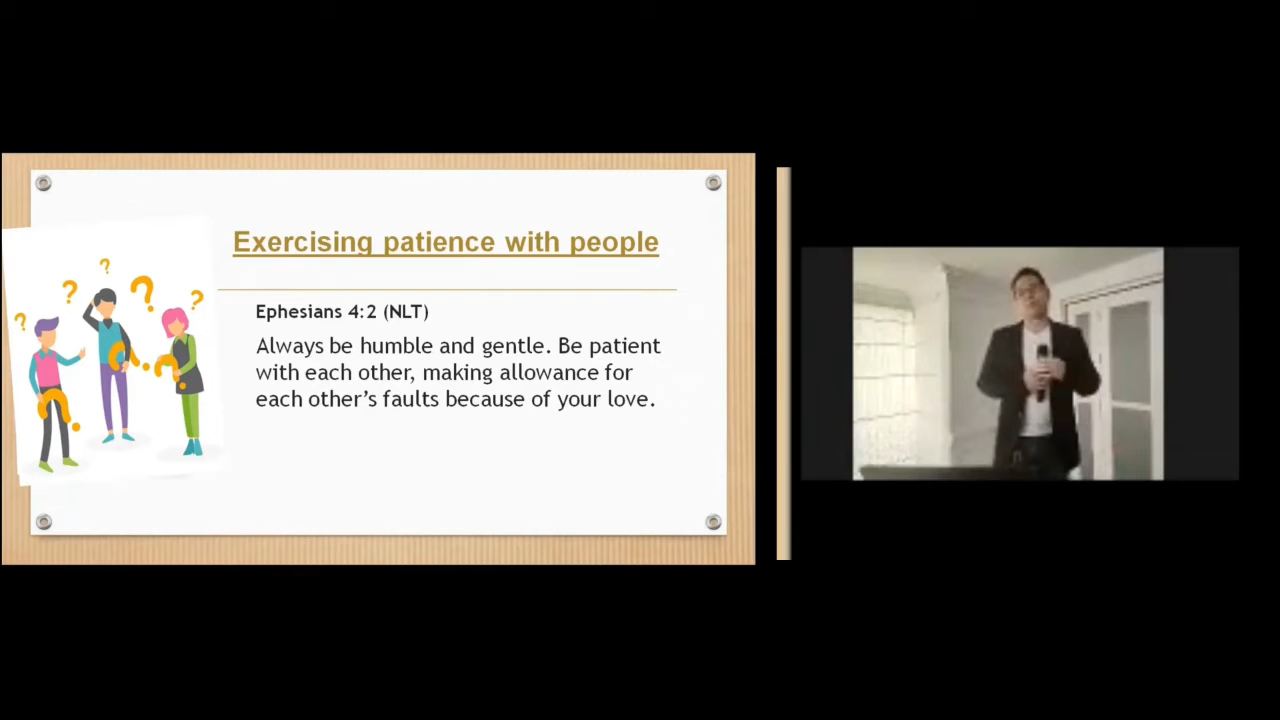 Exercising patience with people
Ephesians 4:2 (NLT)
Always be humble and gentle. Be patient
with each other, making allowance for
each other’s faults because of your love.